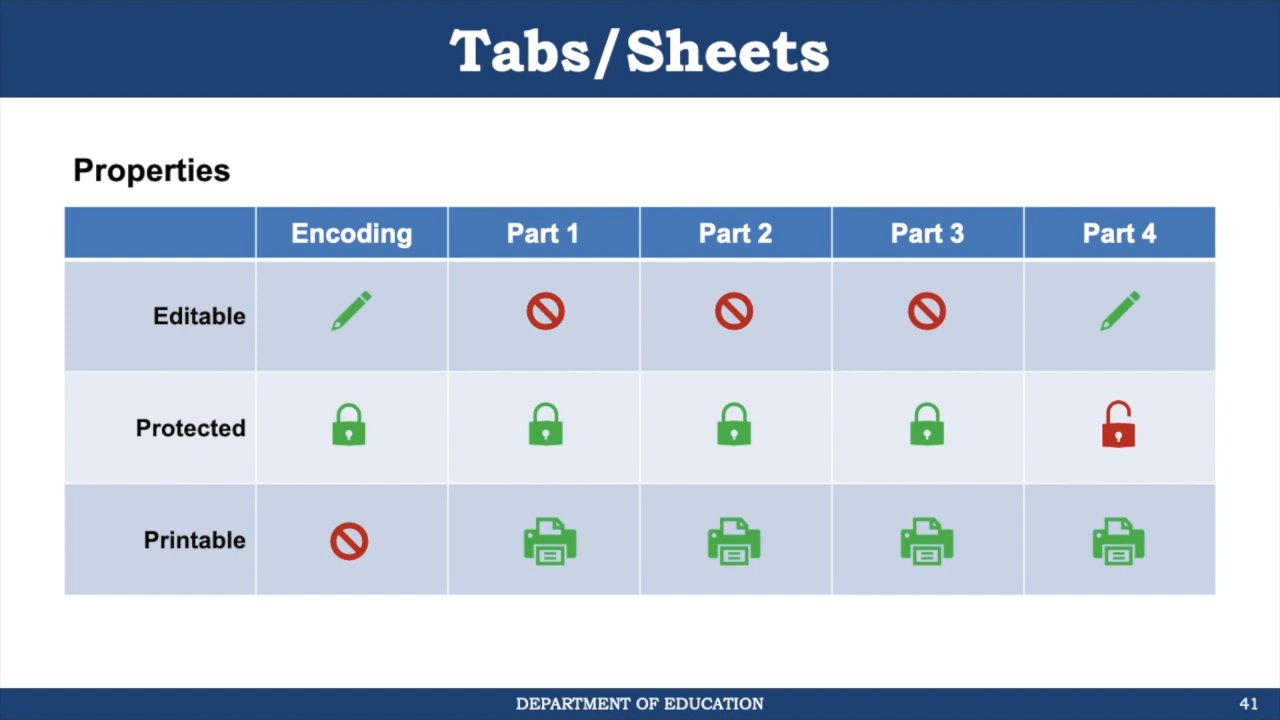 Tabs/Sheets
Properties
Encoding Part 1 Part 2 Part 3 Part 4
Editable
Protected
Printable
DEPARTMENT OF EDUCATION 41